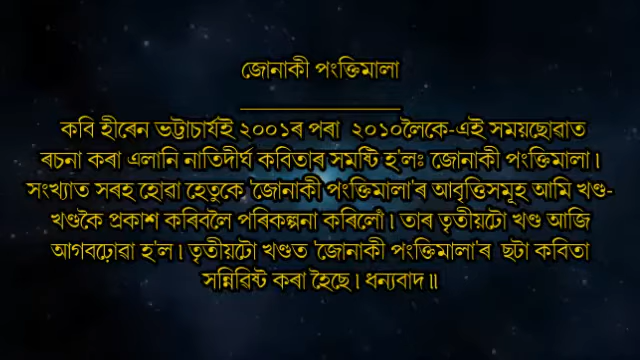 জোনাকী পংক্তিমালা
কবি হীৰেন ভট্টাচাৰ্যই ২০০১ৰ পৰা ২০১০লৈকে-এই সময়ছোৱাত
ৰচনা কৰা এলানি নাতিদীৰ্ঘ কবিতাৰ সমষ্টি হ'লঃ জোনাকী পংক্তিমালা।
সংখ্যাত সৰহ হোৱা হেতুকে 'জোনাকী পংক্তিমালা'ৰ আবৃত্তিসমূহ আমি খণ্ড-
খণ্ডকৈ প্ৰকাশ কৰিবলৈ পৰিকল্পনা কৰিলোঁ। তাৰ তৃতীয়টো খণ্ড আজি
আগবঢ়োৱা হ'ল। তৃতীয়টো খণ্ডত 'জোনাকী পংক্তিমালা'ৰ ছটা কবিতা
সন্নিৱিষ্ট কৰা হৈছে। ধন্যবাদ॥